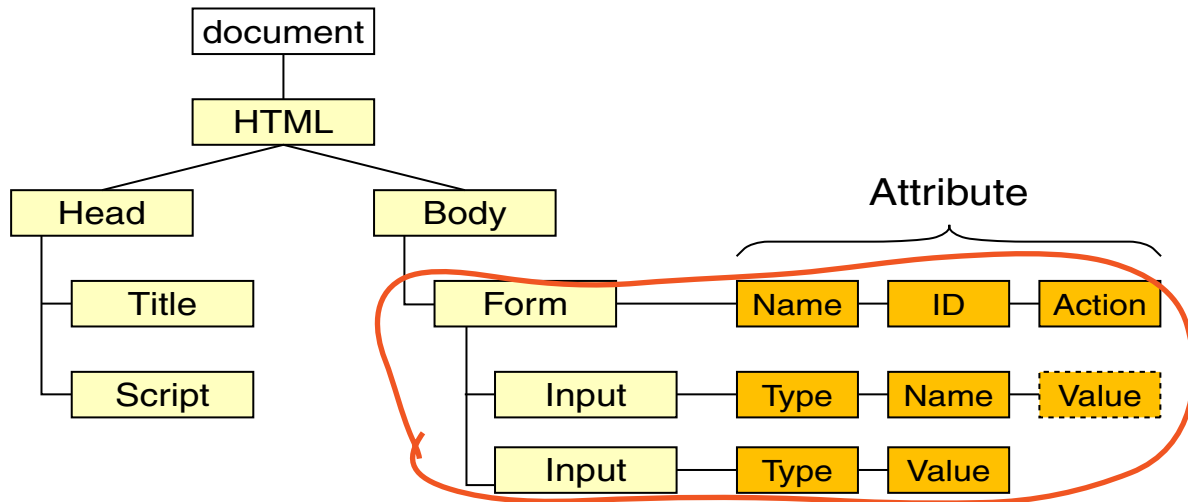 document
HTML
Head Body Attribute
Title Form Name ID Action
Script Input Type Name Value
Input Type Value